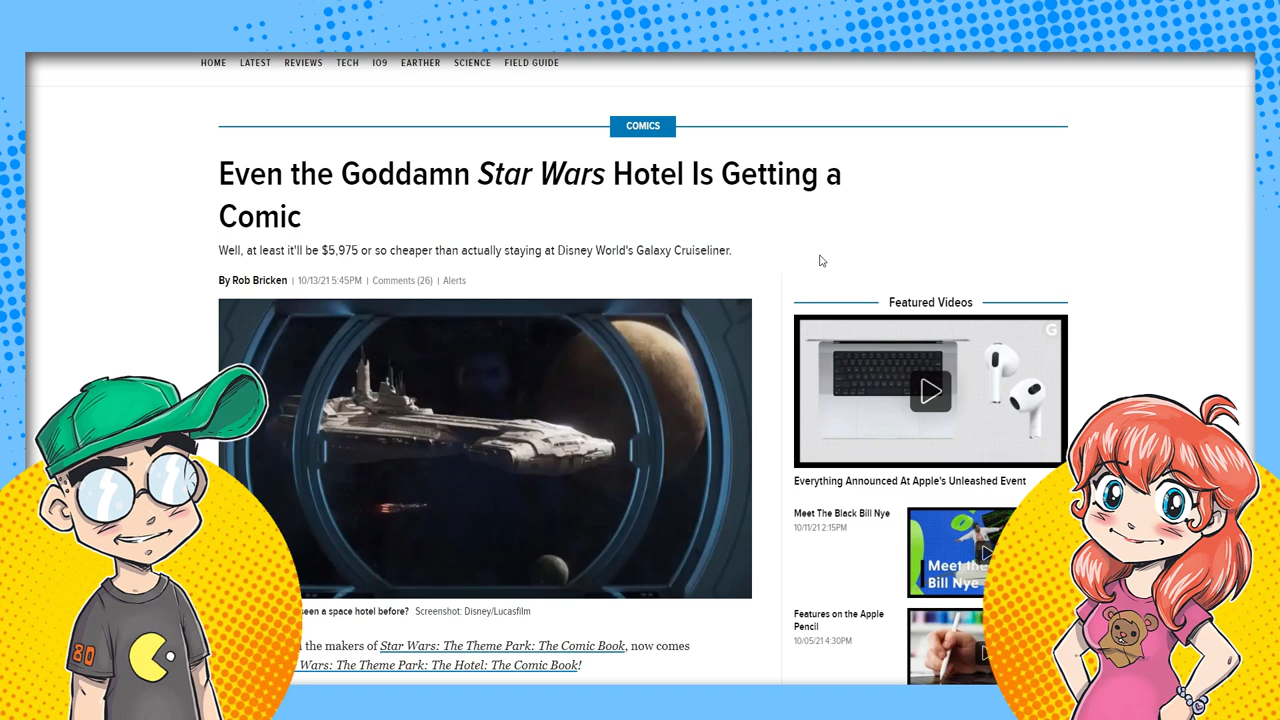 HOME LATEST REVIEWS TECH IO9 EARTHER SCIENCE FIELD GUIDE
COMICS
Even the Goddamn Star Wars Hotel Is Getting a
Comic
Well, at least it'll be $5,975 or so cheaper than actually staying at Disney World's Galaxy Cruiseliner.
By Rob Bricken | 10/13/21 5:45PM | Comments (26) | Alerts
Featured Videos
G
Everything Announced At Apple's Unleashed Event
Meet The Black Bill Nye
10/11/21 2:15PM
Meet the
Bill Nye
Features on the Apple
Pencil
10/05/21 4:30PM
seen a space hotel before? Screenshot: Disney/Lucasfilm
the makers of Star Wars: The Theme Park: The Comic Book, now comes
Wars: The Theme Park: The Hotel: The Comic Book!
80